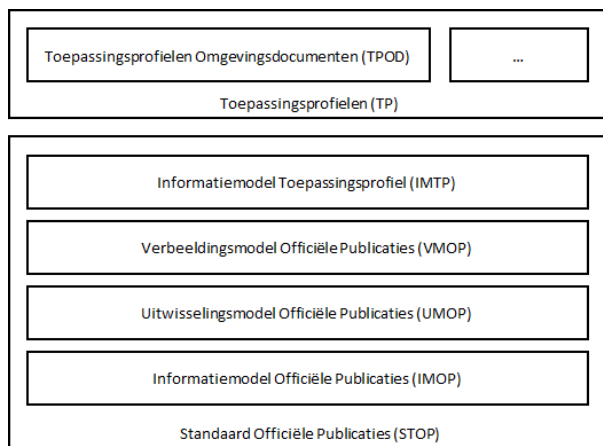 Toepassingsprofielen Omgevingsdocumenten (TPOD)
...
Toepassingsprofielen (TP)
Informatiemodel Toepassingsprofiel (IMTP)
Verbeeldingsmodel Officiële Publicaties (VMOP)
Uitwisselingsmodel Officiële Publicaties (UMOP)
Informatiemodel Officiële Publicaties (IMOP)
Standaard Officiële Publicaties (STOP)